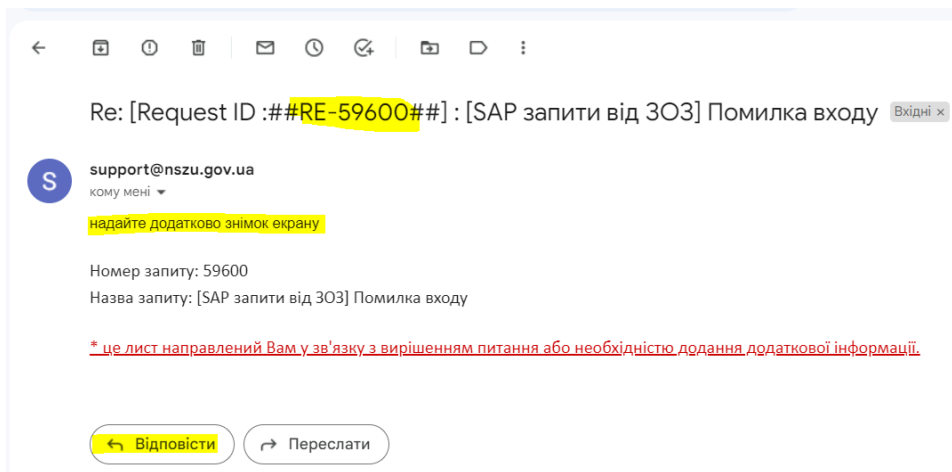 Re: [Request ID :##RE-59600##] : [SAP запити від ЗОЗ] Помилка входу Вхідні ×
S
support@nszu.gov.ua
кому мені
надайте додатково знімок екрану
Номер запиту: 59600
Назва запиту: [SAP запити від ЗОЗ] Помилка входу
* це лист направлений Вам у зв'язку з вирішенням питання або необхідністю додання додаткової інформації.
Відповісти Переслати